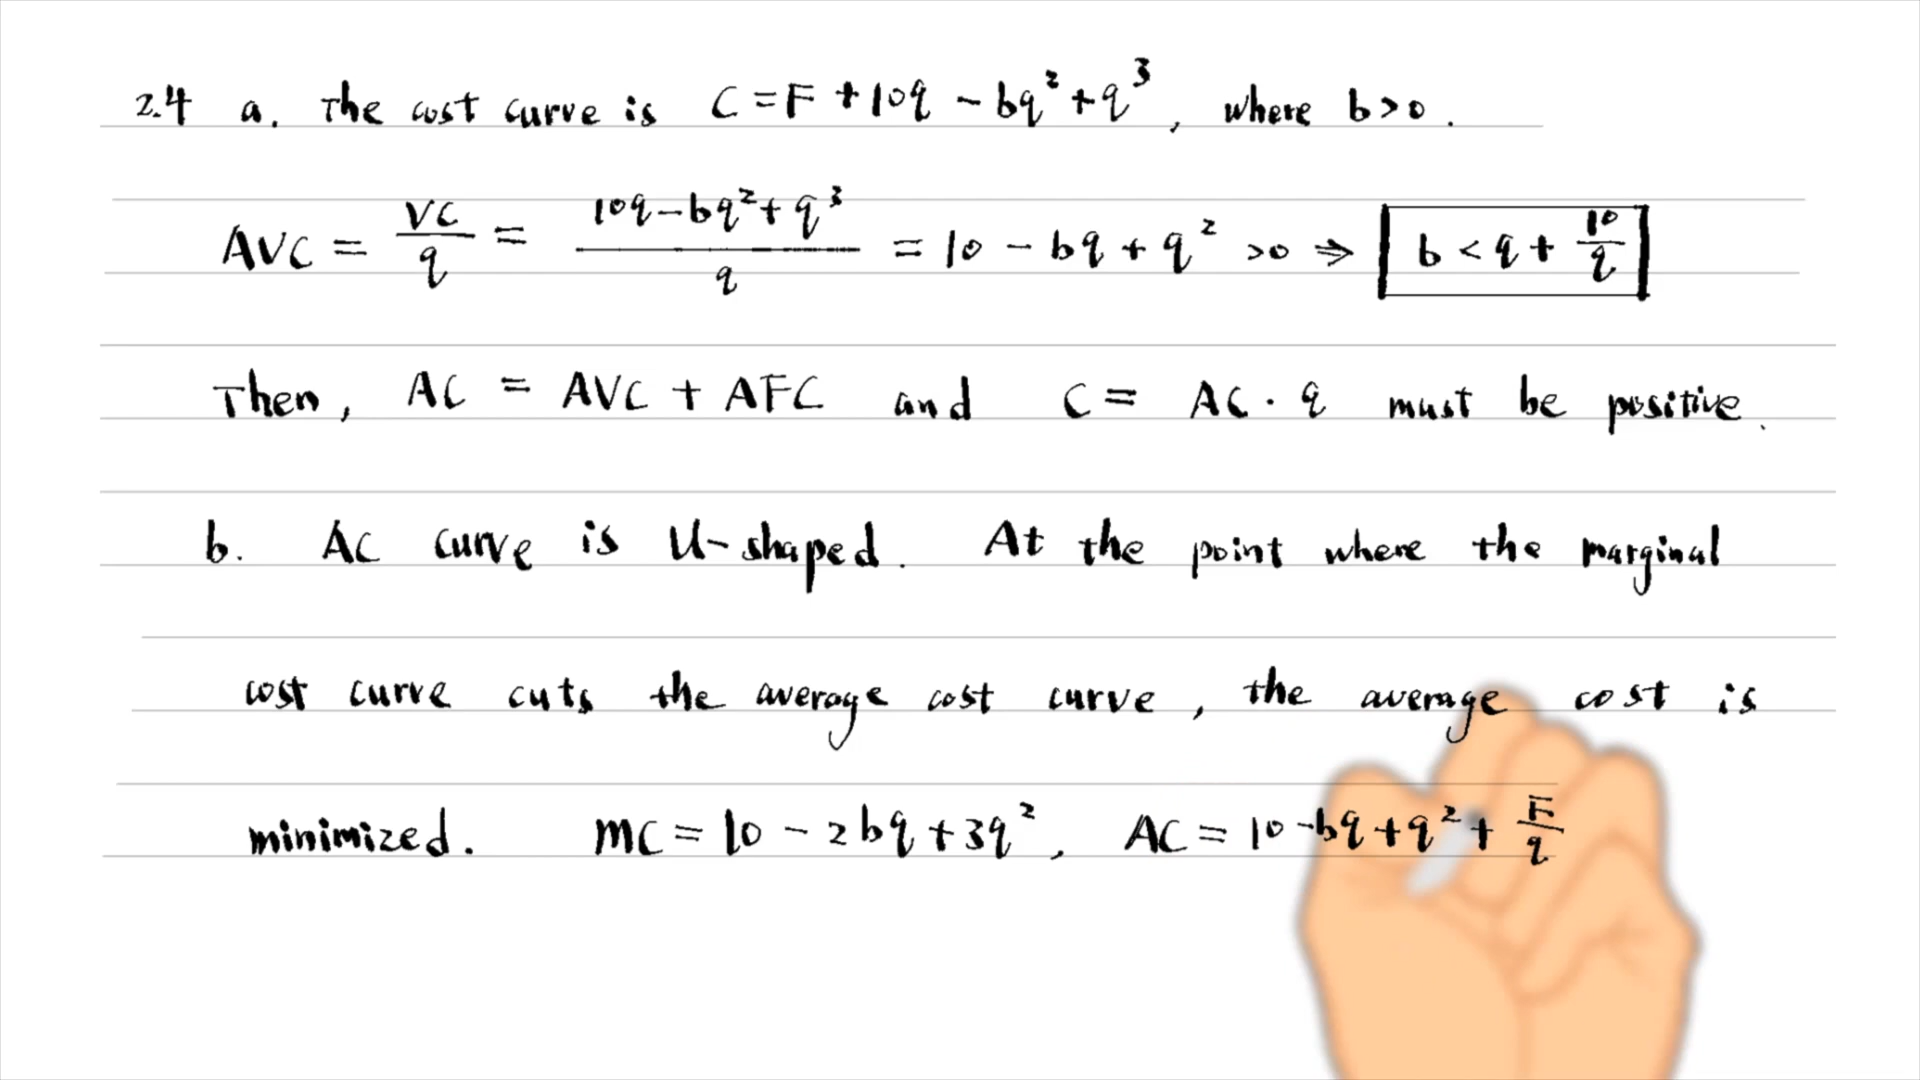 2.4 a. The cost curve is C = F + 10q - bq² + q³, where b > 0.
AVC = VC/q = (10q - bq² + q³)/q = 10 - bq + q² > 0 ⇒ b < q + 10/q
Then, AC = AVC + AFC and C = AC · q must be positive.
b. AC curve is U-shaped. At the point where the marginal
cost curve cuts the average cost curve, the average cost is
minimized. MC = 10 - 2bq + 3q², AC = 10 - bq + q² + F/q